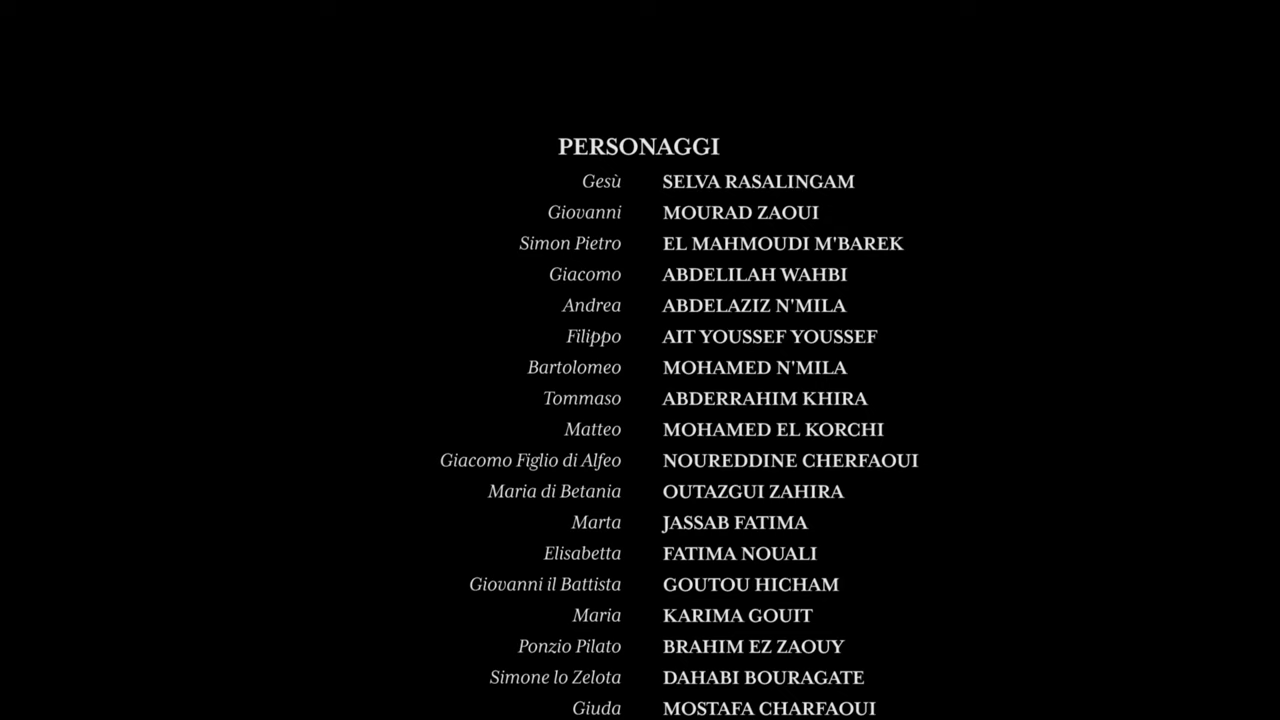 PERSONAGGI
Gesù SELVA RASALINGAM
Giovanni MOURAD ZAOUI
Simon Pietro EL MAHMOUDI M'BAREK
Giacomo ABDELILAH WAHBI
Andrea ABDELAZIZ N'MILA
Filippo AIT YOUSSEF YOUSSEF
Bartolomeo MOHAMED N'MILA
Tommaso ABDERRAHIM KHIRA
Matteo MOHAMED EL KORCHI
Giacomo Figlio di Alfeo NOUREDDINE CHERFAOUI
Maria di Betania OUTAZGUI ZAHIRA
Marta JASSAB FATIMA
Elisabetta FATIMA NOUALI
Giovanni il Battista GOUTOU HICHAM
Maria KARIMA GOUIT
Ponzio Pilato BRAHIM EZ ZAOUY
Simone lo Zelota DAHABI BOURAGATE
Giuda MOSTAFA CHARFAOUI